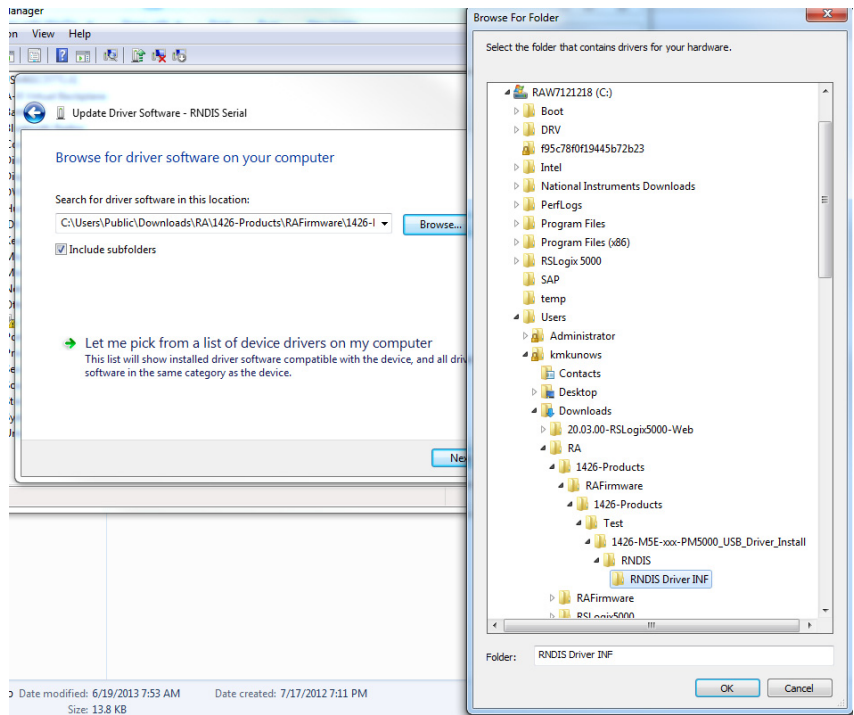 anager
on View Help
Update Driver Software - RNDIS Serial
Browse for driver software on your computer
Search for driver software in this location:
C:\Users\Public\Downloads\RA\1426-Products\RAFirmware\1426-I
Browse...
Include subfolders
Let me pick from a list of device drivers on my computer
This list will show installed driver software compatible with the device, and all driv
software in the same category as the device.
Ne
Date modified: 6/19/2013 7:53 AM Date created: 7/17/2012 7:11 PM
Size: 13.8 KB
Browse For Folder
Select the folder that contains drivers for your hardware.
RAW7121218 (C:)
Boot
DRV
f95c78f0f19445b72b23
Intel
National Instruments Downloads
PerfLogs
Program Files
Program Files (x86)
RSLogix 5000
SAP
temp
Users
Administrator
kmkunows
Contacts
Desktop
Downloads
20.03.00-RSLogix5000-Web
RA
1426-Products
RAFirmware
1426-Products
Test
1426-M5E-xxx-PM5000_USB_Driver_Install
RNDIS
RNDIS Driver INF
RAFirmware
RSLogix5000
Folder: RNDIS Driver INF
OK Cancel